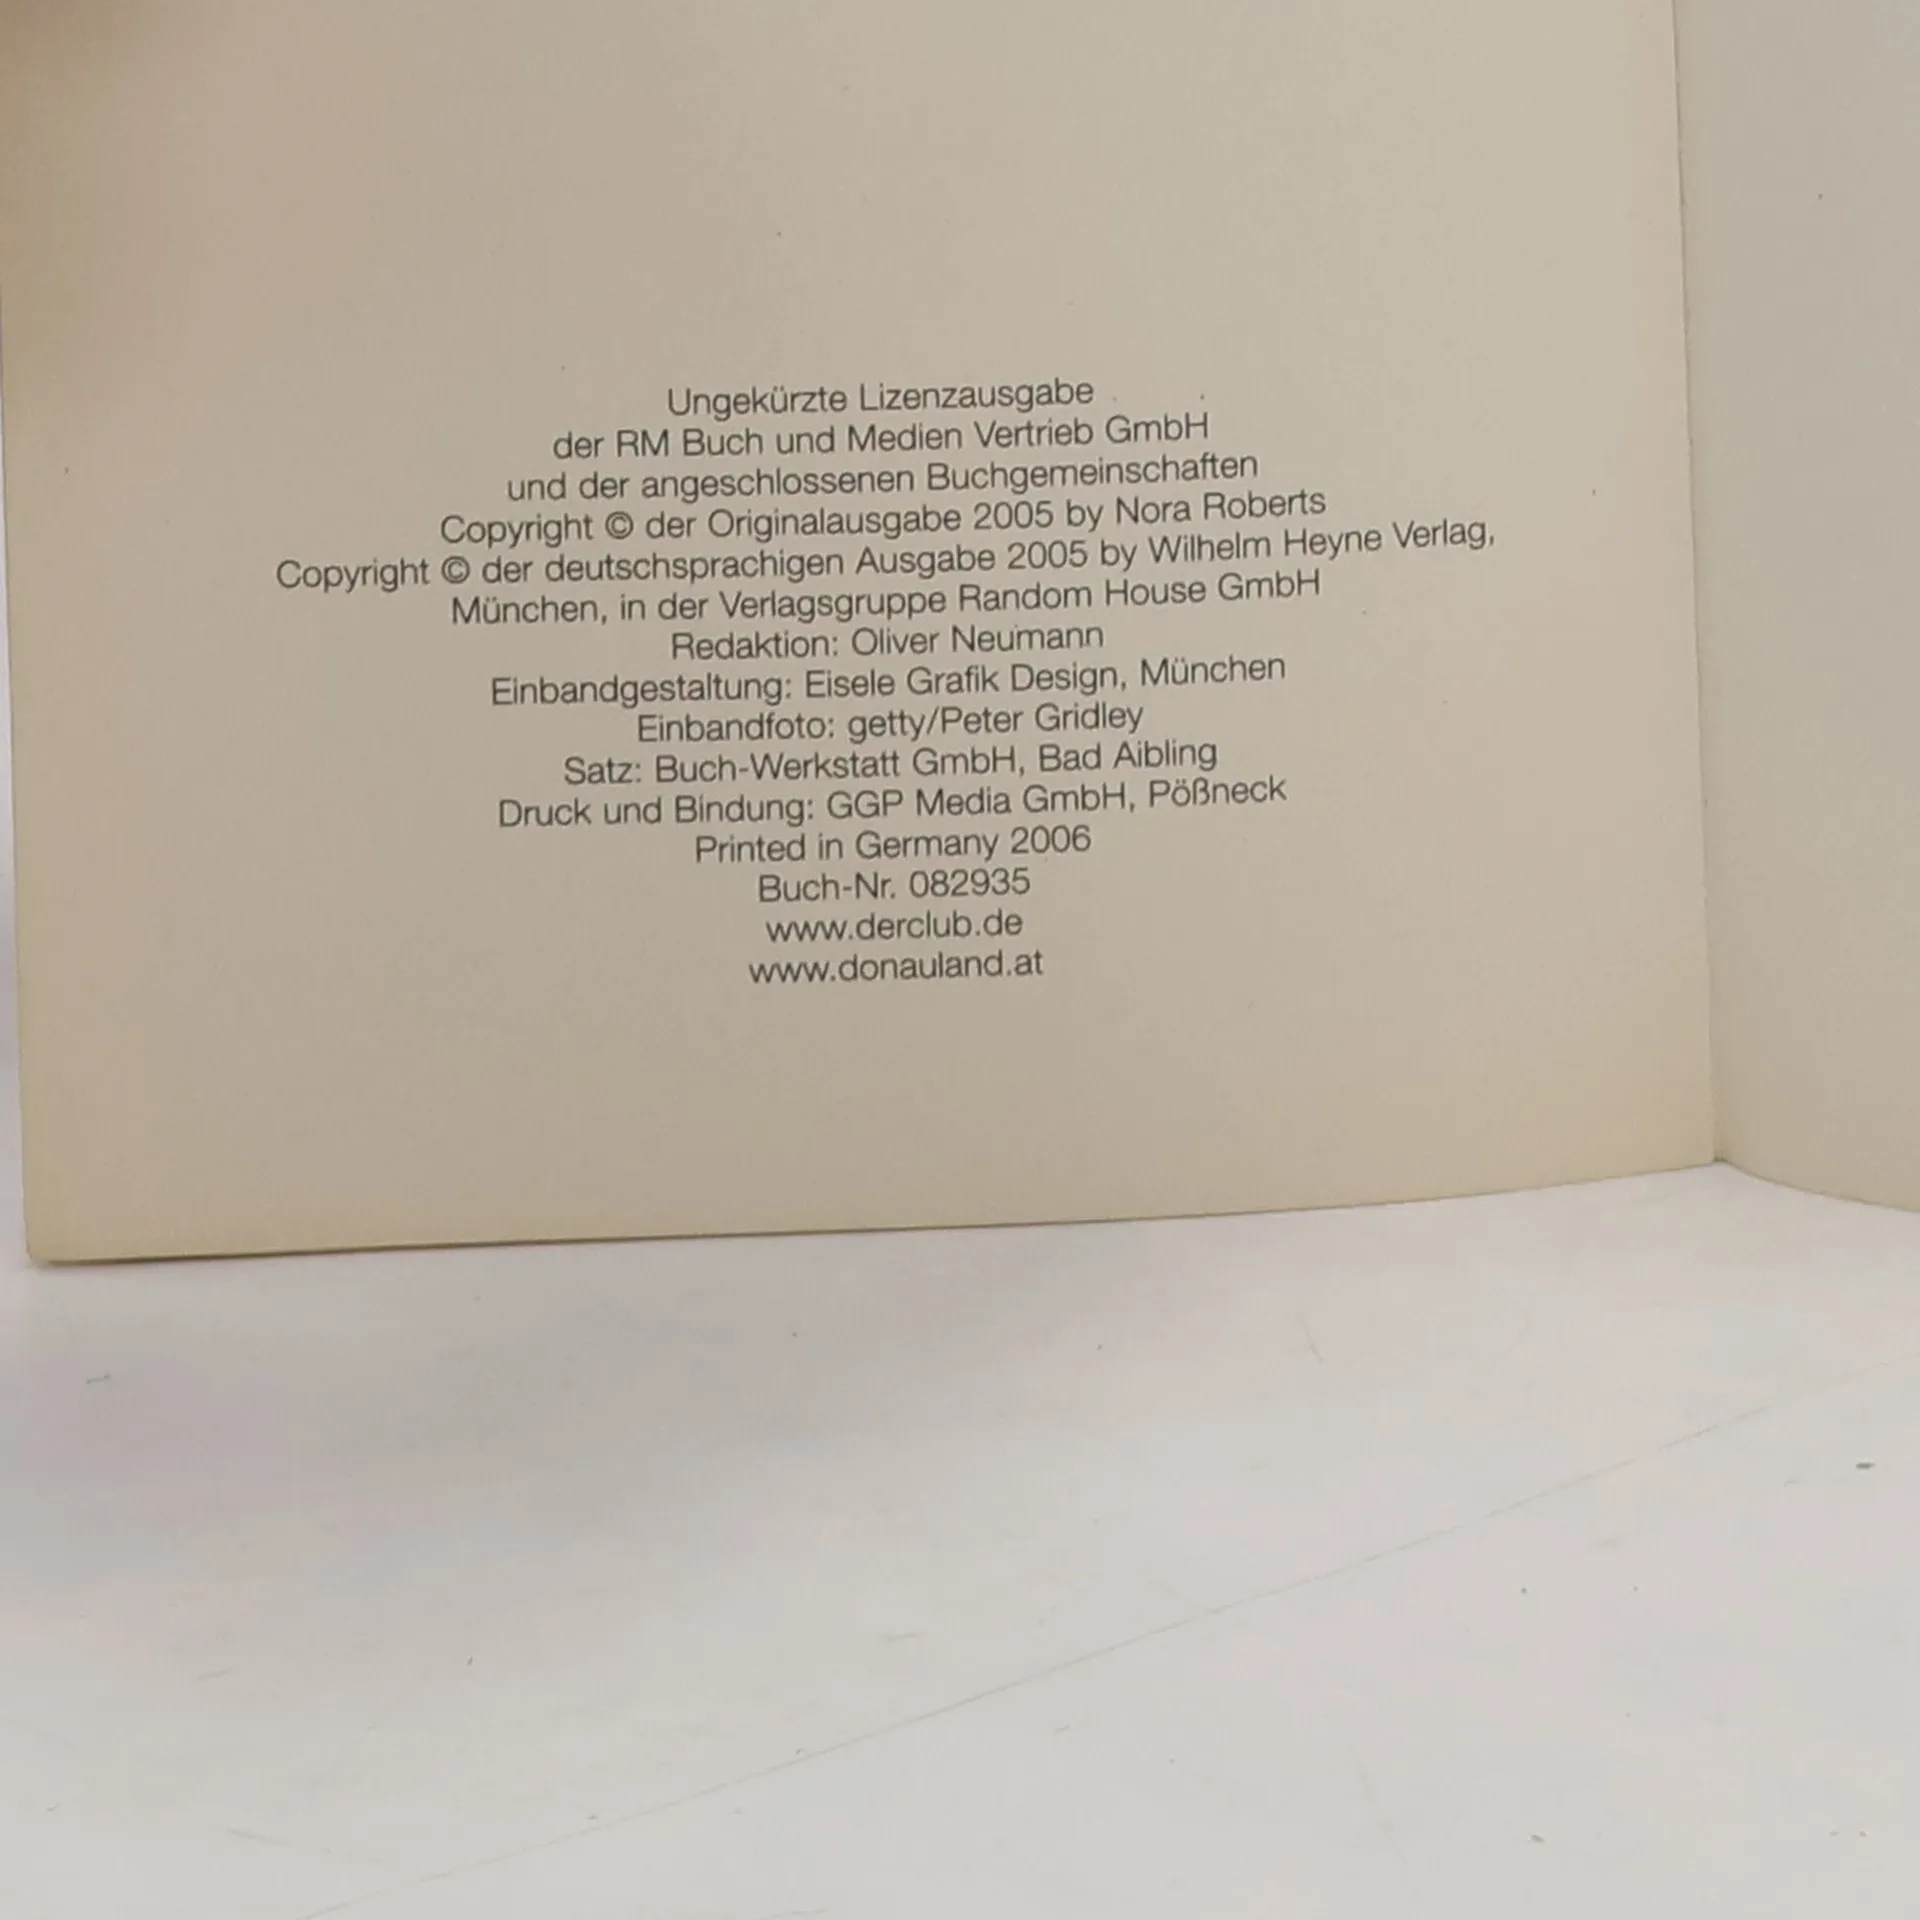 Ungekürzte Lizenzausgabe
der RM Buch und Medien Vertrieb GmbH
und der angeschlossenen Buchgemeinschaften
Copyright © der Originalausgabe 2005 by Nora Roberts
Copyright © der deutschsprachigen Ausgabe 2005 by Wilhelm Heyne Verlag,
München, in der Verlagsgruppe Random House GmbH
Redaktion: Oliver Neumann
Einbandgestaltung: Eisele Grafik Design, München
Einbandfoto: getty/Peter Gridley
Satz: Buch-Werkstatt GmbH, Bad Aibling
Druck und Bindung: GGP Media GmbH, Pößneck
Printed in Germany 2006
Buch-Nr. 082935
www.derclub.de
www.donauland.at